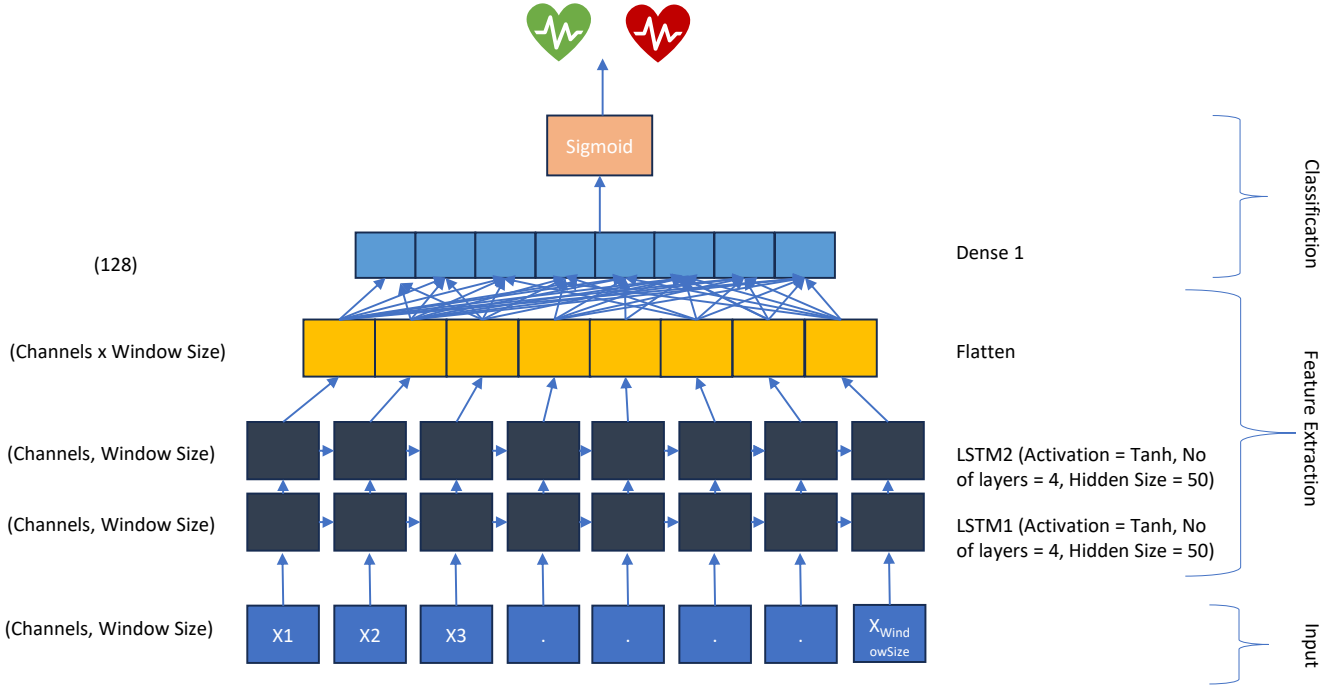 Sigmoid
Classification
(128)
Dense 1
(Channels x Window Size)
Flatten
Feature Extraction
(Channels, Window Size)
LSTM2 (Activation = Tanh, No
of layers = 4, Hidden Size = 50)
(Channels, Window Size)
LSTM1 (Activation = Tanh, No
of layers = 4, Hidden Size = 50)
(Channels, Window Size)
X1
X2
X3
.
.
.
.
XWind
owSize
Input